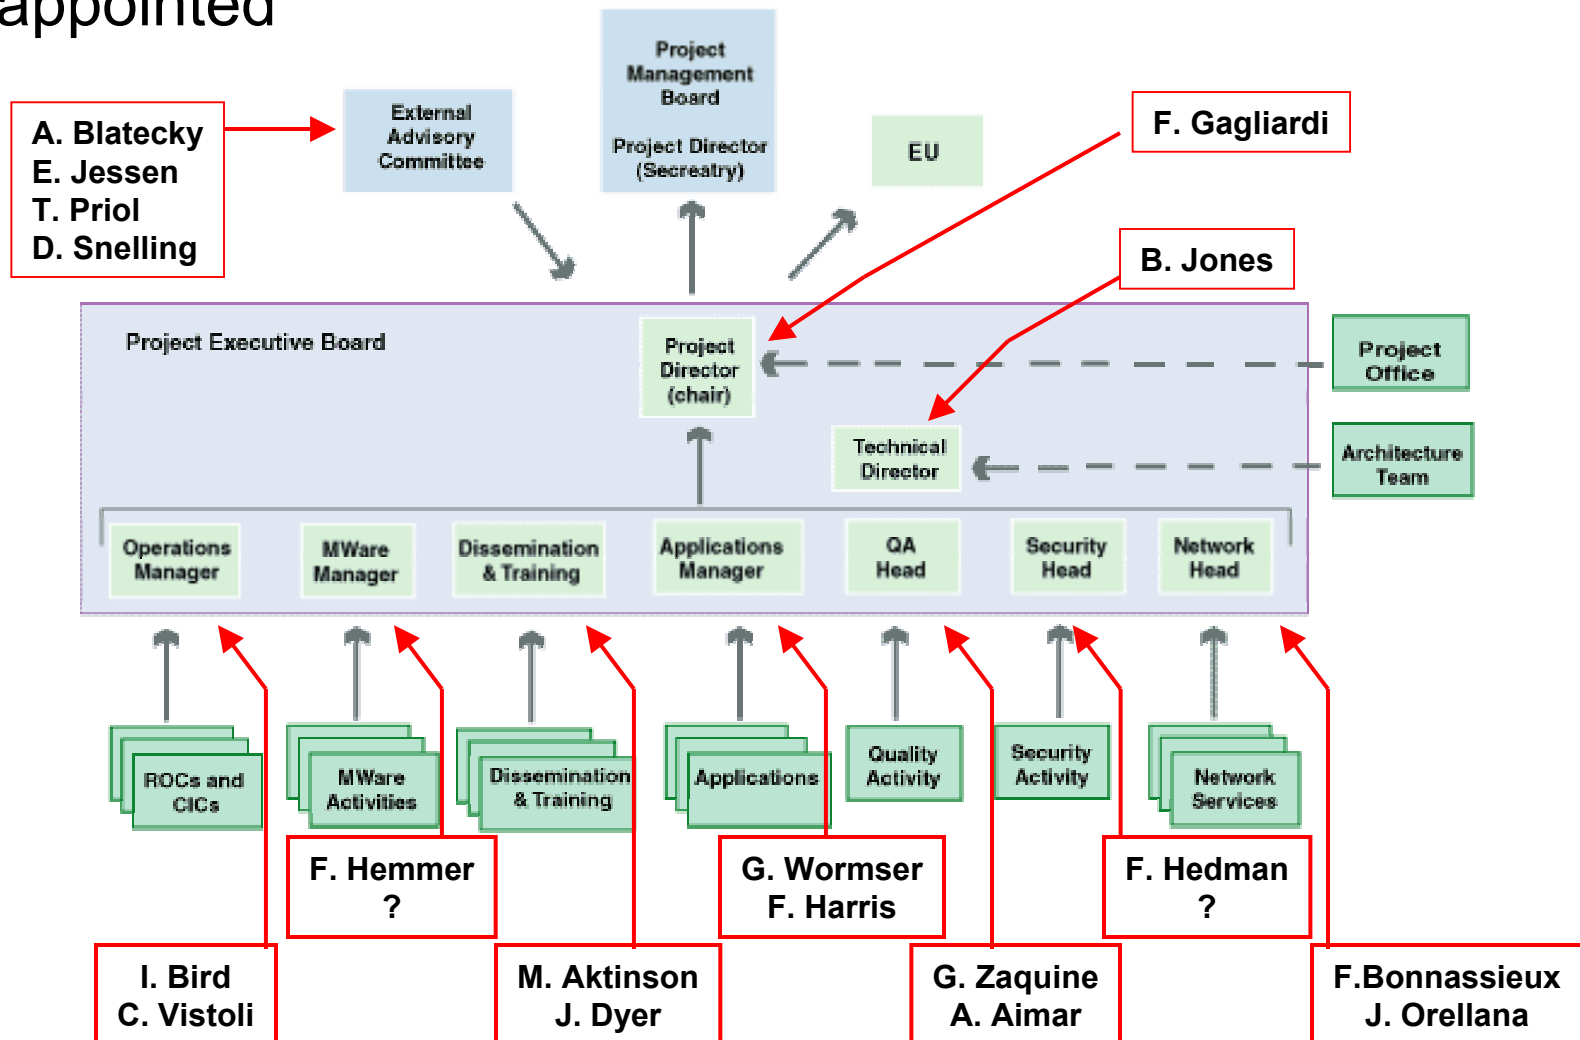 appointed
Project
Management
Board
Project Director
(Secreatry)
External
Advisory
Committee
EU
A. Blatecky
E. Jessen
T. Priol
D. Snelling
F. Gagliardi
B. Jones
Project Executive Board
Project
Director
(chair)
Project
Office
Technical
Director
Architecture
Team
Operations
Manager
MWare
Manager
Dissemination
& Training
Applications
Manager
QA
Head
Security
Head
Network
Head
ROCs and
CICs
MWare
Activities
Dissemination
& Training
Applications
Quality
Activity
Security
Activity
Network
Services
F. Hemmer
?
G. Wormser
F. Harris
F. Hedman
?
I. Bird
C. Vistoli
M. Aktinson
J. Dyer
G. Zaquine
A. Aimar
F.Bonnassieux
J. Orellana